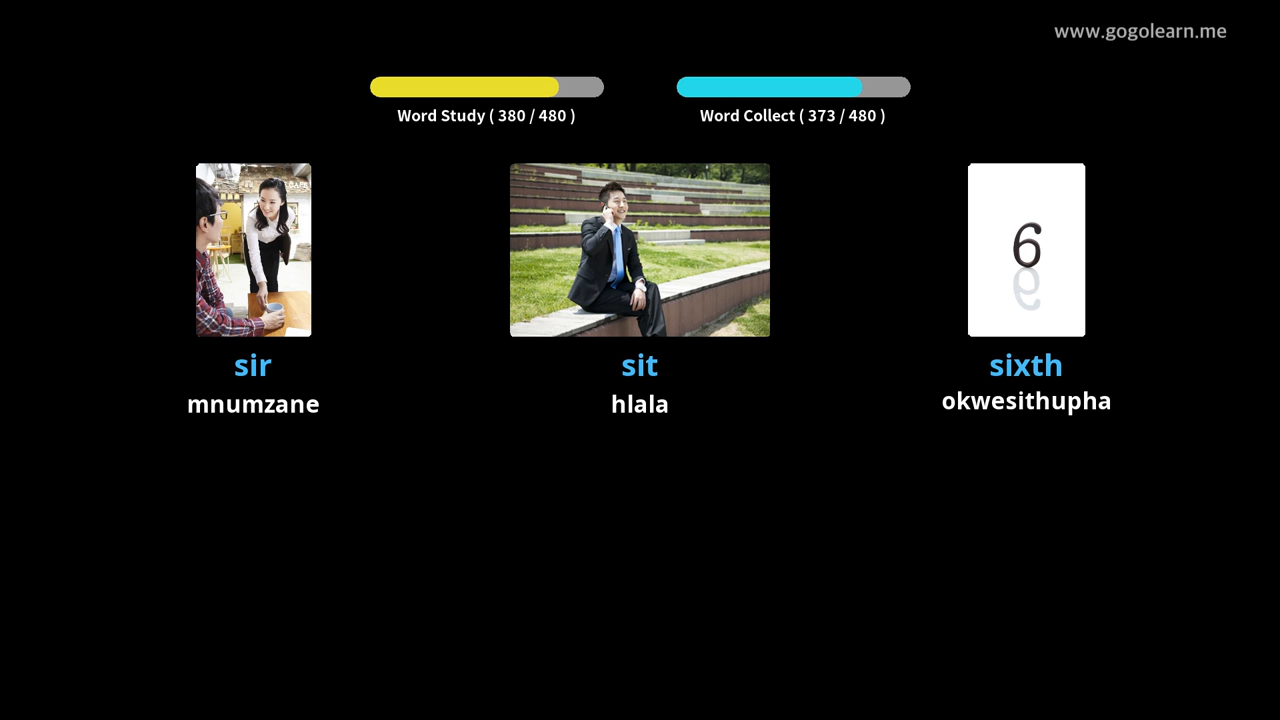 www.gogolearn.me
Word Study ( 380 / 480 )
Word Collect ( 373 / 480 )
6
sir
sit
sixth
mnumzane
hlala
okwesithupha